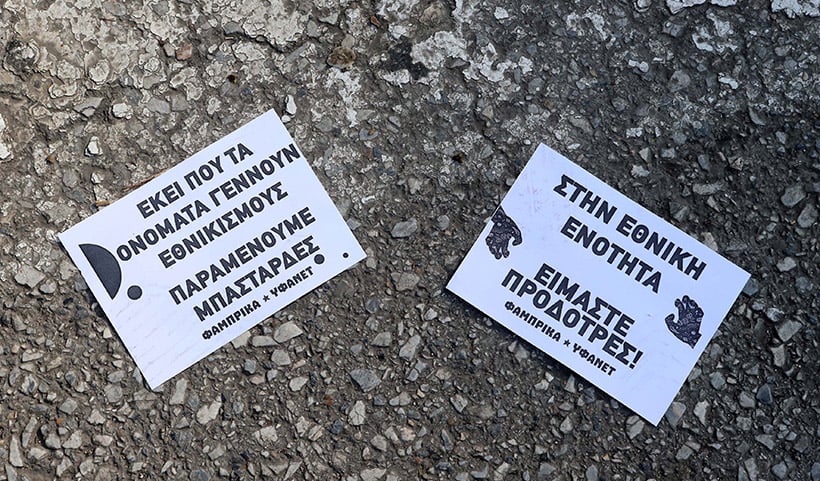 ΕΚΕΙ ΠΟΥ ΤΑ
ΟΝΟΜΑΤΑ ΓΕΝΝΟΥΝ
ΕΘΝΙΚΙΣΜΟΥΣ
ΠΑΡΑΜΕΝΟΥΜΕ
ΜΠΑΣΤΑΡΔΕΣ
ΦΑΜΠΡΙΚΑ ★ ΥΦΑΝΕΤ
ΣΤΗΝ ΕΘΝΙΚΗ
ΕΝΟΤΗΤΑ
ΕΙΜΑΣΤΕ
ΠΡΟΔΟΤΡΕΣ!
ΦΑΜΠΡΙΚΑ ★ ΥΦΑΝΕΤ